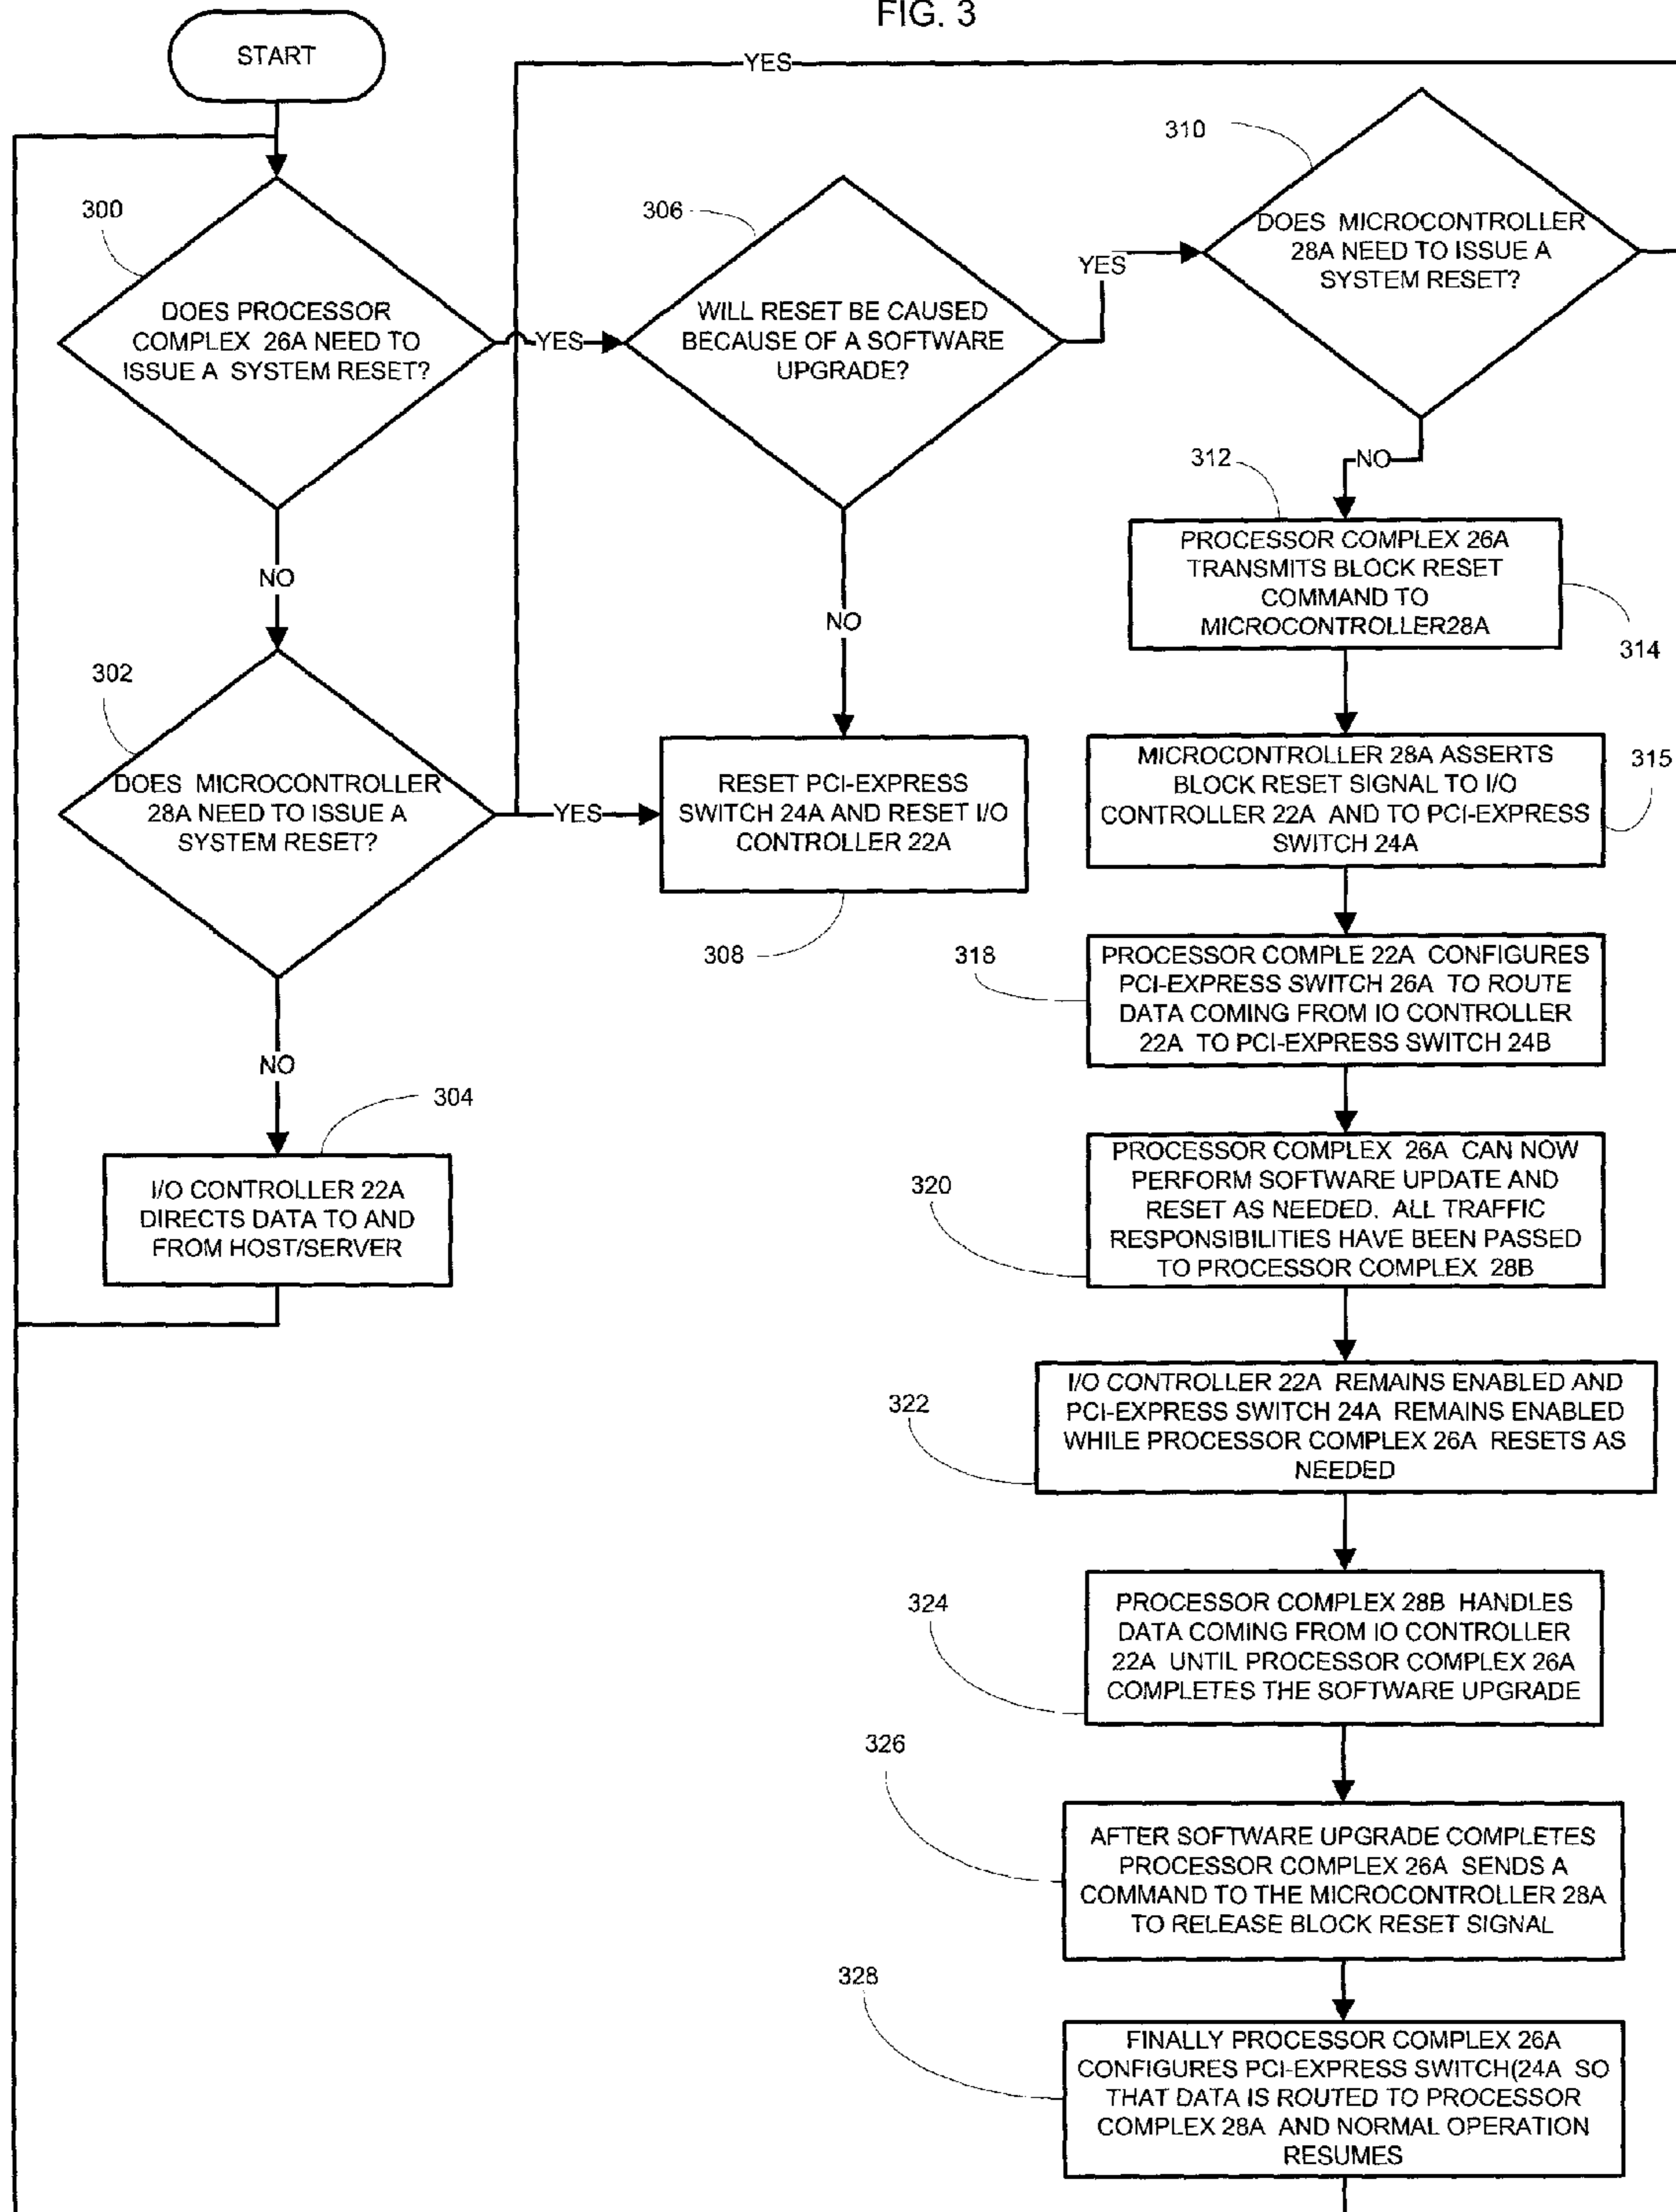 FIG. 3
START
YES
300
DOES PROCESSOR
COMPLEX 26A NEED TO
ISSUE A SYSTEM RESET?
YES
306
WILL RESET BE CAUSED
BECAUSE OF A SOFTWARE
UPGRADE?
YES
310
DOES MICROCONTROLLER
28A NEED TO ISSUE A
SYSTEM RESET?
NO
302
DOES MICROCONTROLLER
28A NEED TO ISSUE A
SYSTEM RESET?
YES
NO
RESET PCI-EXPRESS
SWITCH 24A AND RESET I/O
CONTROLLER 22A
308
NO
304
I/O CONTROLLER 22A
DIRECTS DATA TO AND
FROM HOST/SERVER
NO
312
PROCESSOR COMPLEX 26A
TRANSMITS BLOCK RESET
COMMAND TO
MICROCONTROLLER28A
314
MICROCONTROLLER 28A ASSERTS
BLOCK RESET SIGNAL TO I/O
CONTROLLER 22A AND TO PCI-EXPRESS
SWITCH 24A
315
318
PROCESSOR COMPLE 22A CONFIGURES
PCI-EXPRESS SWITCH 26A TO ROUTE
DATA COMING FROM IO CONTROLLER
22A TO PCI-EXPRESS SWITCH 24B
320
PROCESSOR COMPLEX 26A CAN NOW
PERFORM SOFTWARE UPDATE AND
RESET AS NEEDED. ALL TRAFFIC
RESPONSIBILITIES HAVE BEEN PASSED
TO PROCESSOR COMPLEX 28B
322
I/O CONTROLLER 22A REMAINS ENABLED AND
PCI-EXPRESS SWITCH 24A REMAINS ENABLED
WHILE PROCESSOR COMPLEX 26A RESETS AS
NEEDED
324
PROCESSOR COMPLEX 28B HANDLES
DATA COMING FROM IO CONTROLLER
22A UNTIL PROCESSOR COMPLEX 26A
COMPLETES THE SOFTWARE UPGRADE
326
AFTER SOFTWARE UPGRADE COMPLETES
PROCESSOR COMPLEX 26A SENDS A
COMMAND TO THE MICROCONTROLLER 28A
TO RELEASE BLOCK RESET SIGNAL
328
FINALLY PROCESSOR COMPLEX 26A
CONFIGURES PCI-EXPRESS SWITCH(24A SO
THAT DATA IS ROUTED TO PROCESSOR
COMPLEX 28A AND NORMAL OPERATION
RESUMES